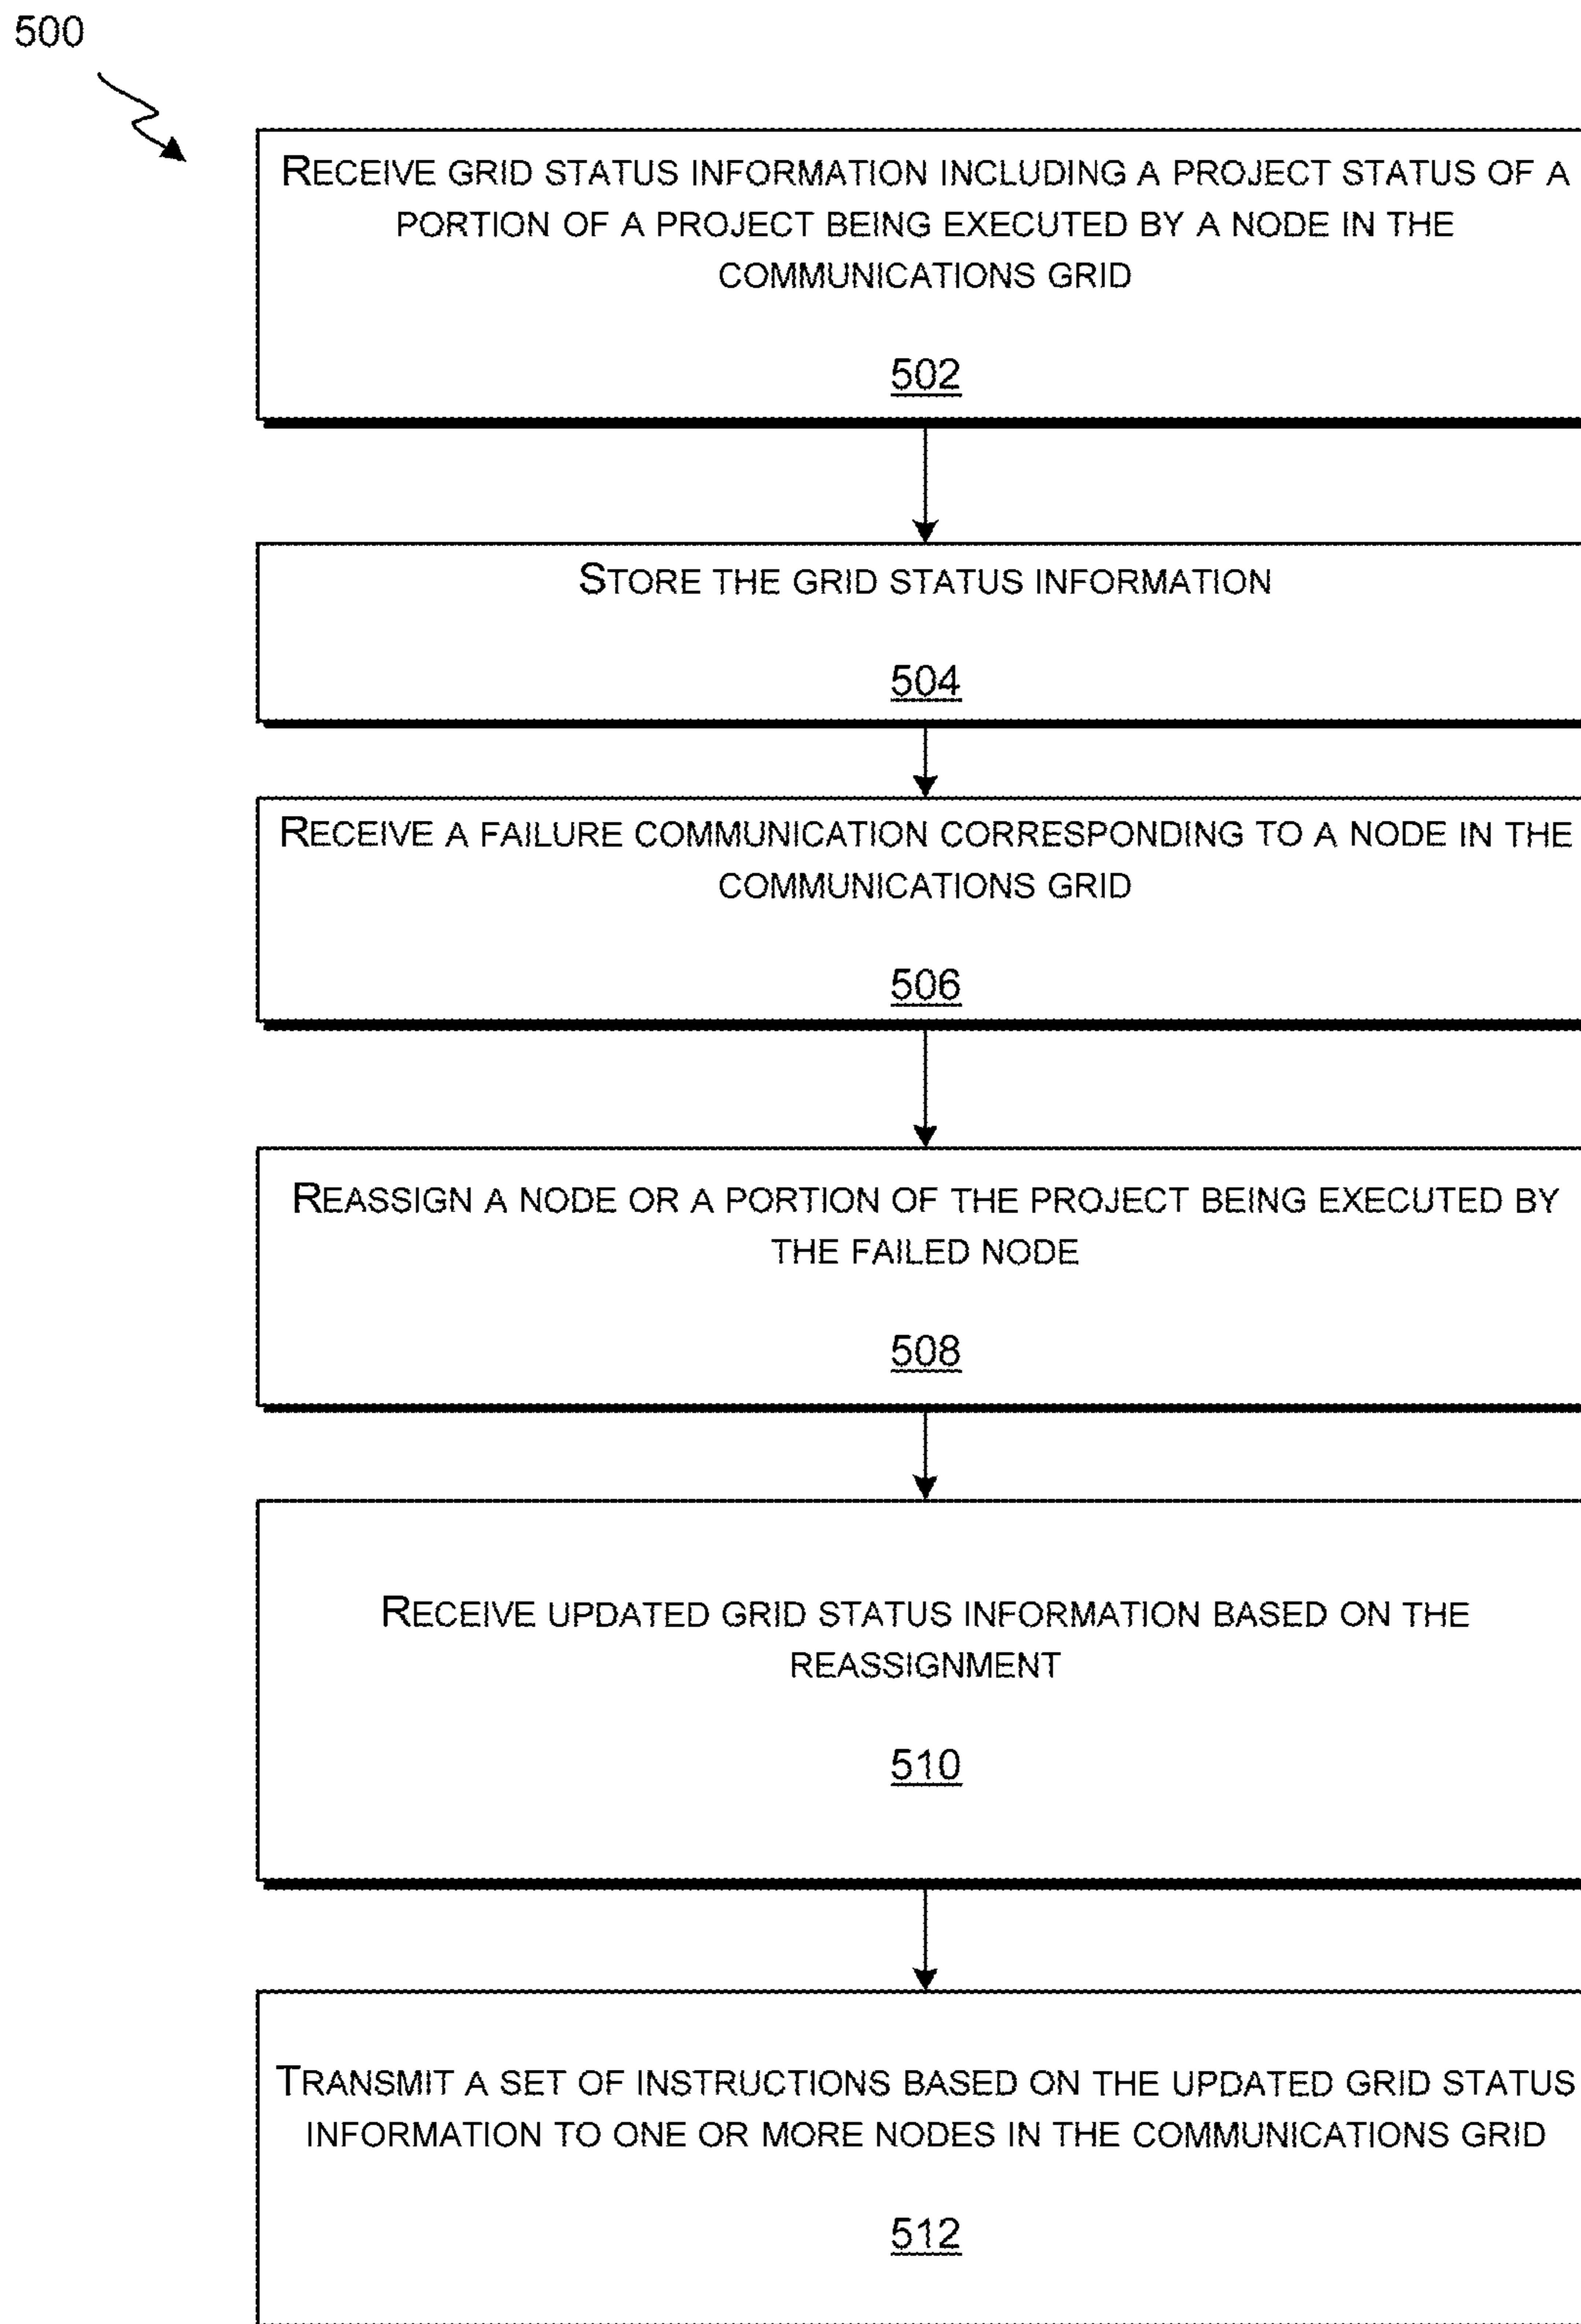 500
RECEIVE GRID STATUS INFORMATION INCLUDING A PROJECT STATUS OF A
PORTION OF A PROJECT BEING EXECUTED BY A NODE IN THE
COMMUNICATIONS GRID
502
STORE THE GRID STATUS INFORMATION
504
RECEIVE A FAILURE COMMUNICATION CORRESPONDING TO A NODE IN THE
COMMUNICATIONS GRID
506
REASSIGN A NODE OR A PORTION OF THE PROJECT BEING EXECUTED BY
THE FAILED NODE
508
RECEIVE UPDATED GRID STATUS INFORMATION BASED ON THE
REASSIGNMENT
510
TRANSMIT A SET OF INSTRUCTIONS BASED ON THE UPDATED GRID STATUS
INFORMATION TO ONE OR MORE NODES IN THE COMMUNICATIONS GRID
512